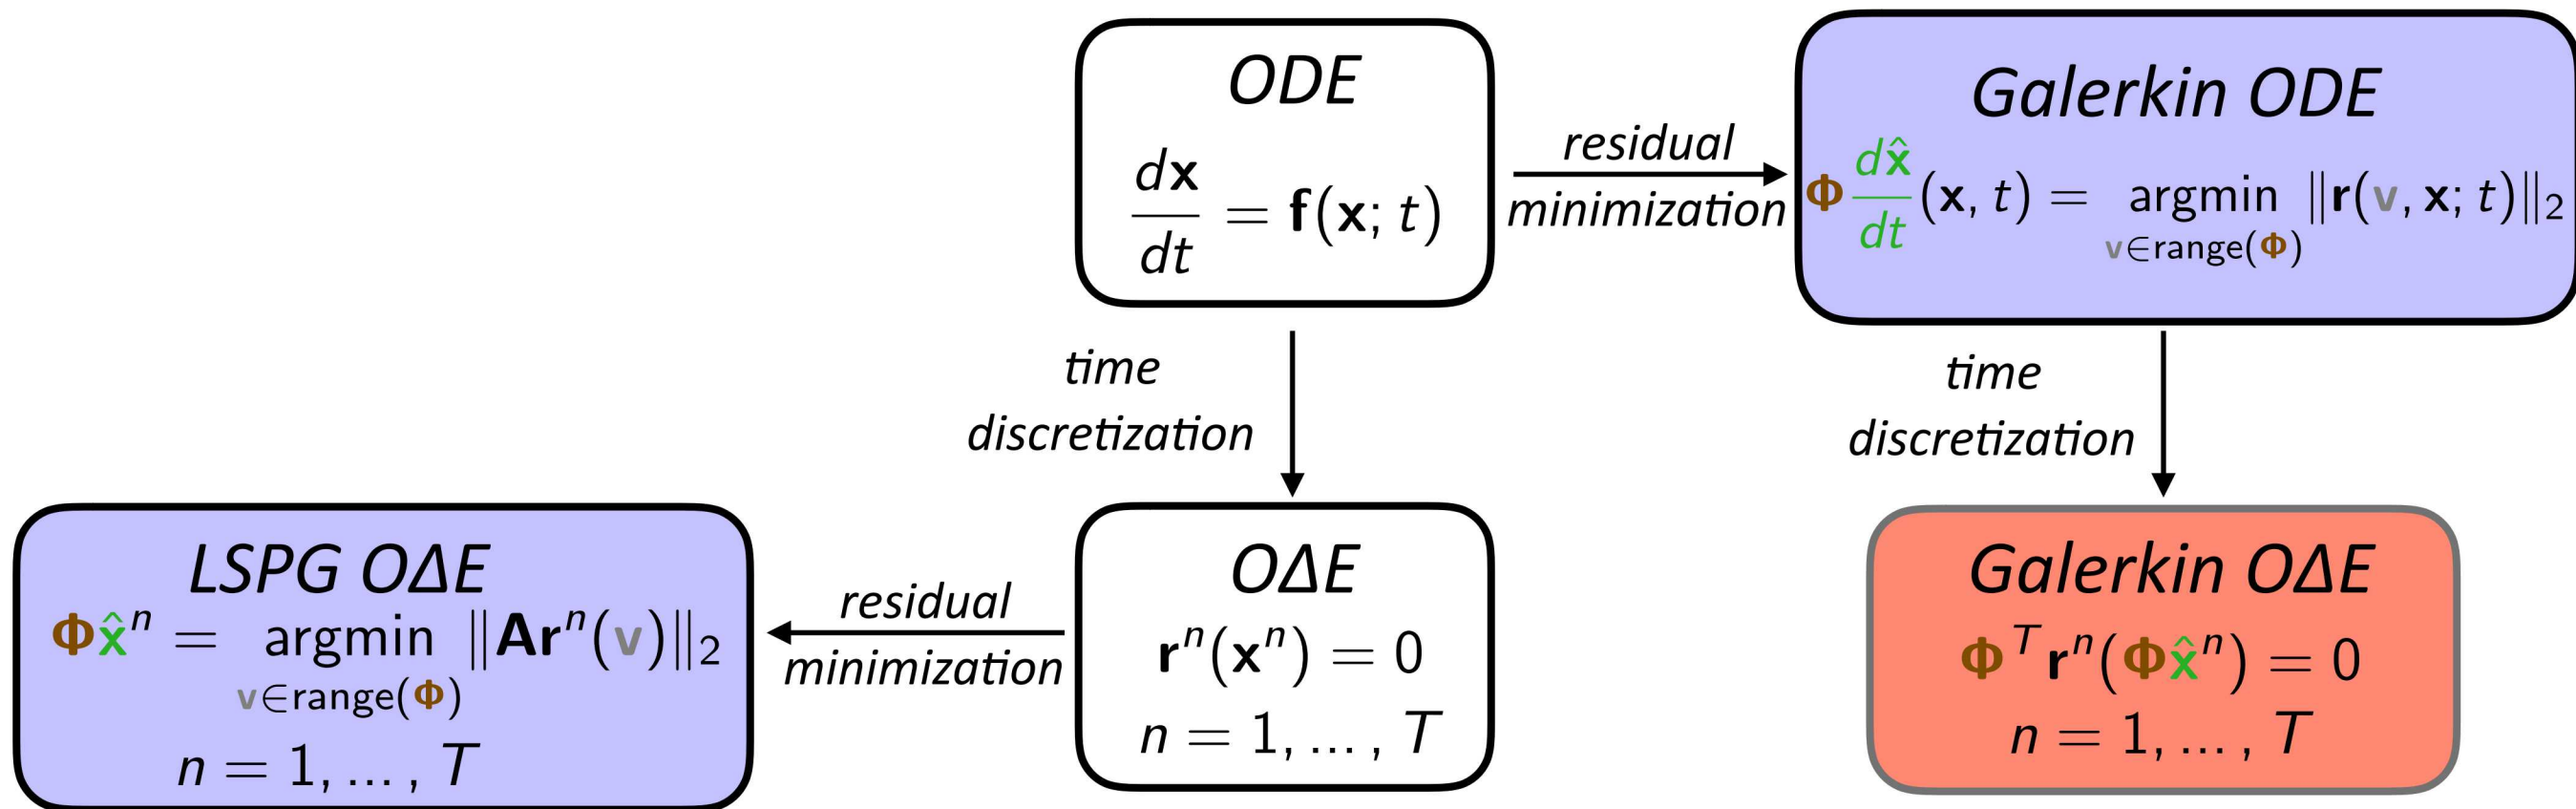 ODE
d𝐱/dt = 𝐟(𝐱; t)
residual
minimization
Galerkin ODE
𝚽 d𝐱̂/dt (𝐱, t) = argmin ‖𝐫(𝐯, 𝐱; t)‖₂
𝐯∈range(𝚽)
time
discretization
time
discretization
LSPG OΔE
𝚽𝐱̂ⁿ = argmin ‖𝐀𝐫ⁿ(𝐯)‖₂
𝐯∈range(𝚽)
n = 1, ... , T
residual
minimization
OΔE
𝐫ⁿ(𝐱ⁿ) = 0
n = 1, ... , T
Galerkin OΔE
𝚽ᵀ𝐫ⁿ(𝚽𝐱̂ⁿ) = 0
n = 1, ... , T